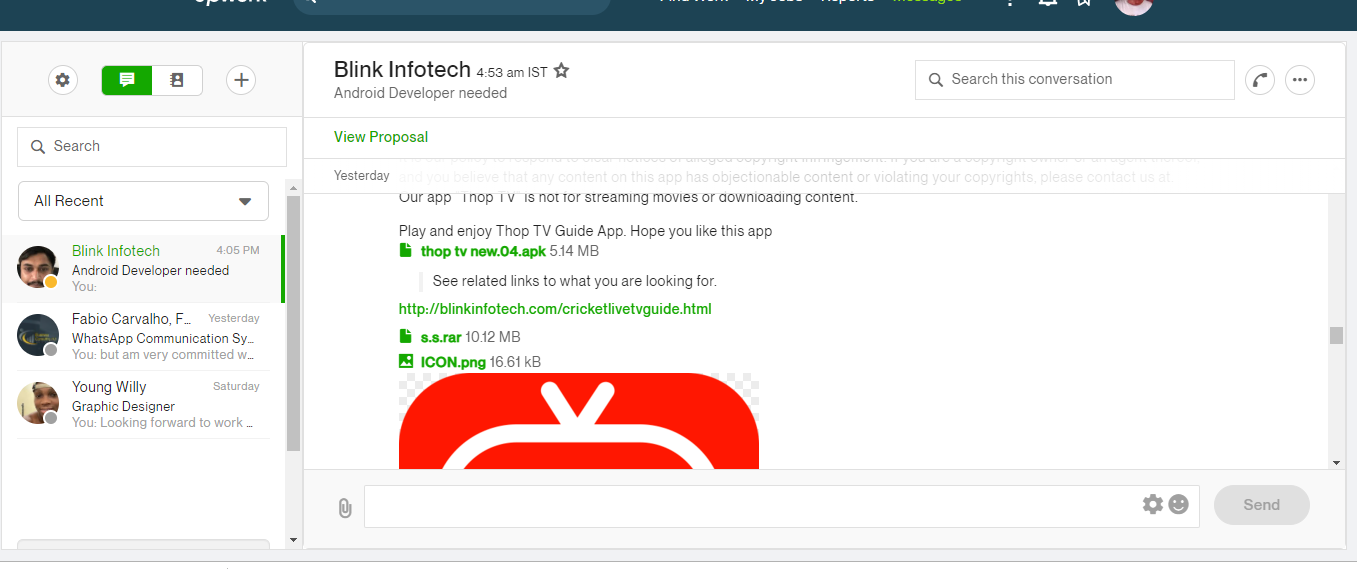 Messages
Blink Infotech 4:53 am IST
Search this conversation
Android Developer needed
View Proposal
Search
Yesterday
and you believe that any content on this app has objectionable content or violating your copyrights, please contact us at.
Our app "Thop TV" is not for streaming movies or downloading content.
All Recent
Play and enjoy Thop TV Guide App. Hope you like this app
thop tv new.04.apk 5.14 MB
See related links to what you are looking for.
http://blinkinfotech.com/cricketlivetvguide.html
s.s.rar 10.12 MB
ICON.png 16.61 kB
Blink Infotech 4:05 PM
Android Developer needed
You:
Fabio Carvalho, F... Yesterday
WhatsApp Communication Sy...
You: but am very committed w...
Young Willy Saturday
Graphic Designer
You: Looking forward to work ...
Send